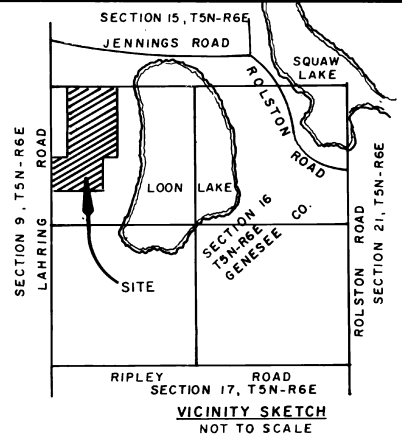 SECTION 15, T5N-R6E
JENNINGS ROAD
SQUAW
LAKE
ROLSTON
ROAD
SECTION 9, T5N-R6E
LAHRING ROAD
LOON LAKE
SECTION 16
T5N-R6E
GENESEE CO.
ROLSTON ROAD
SECTION 21, T5N-R6E
SITE
RIPLEY ROAD
SECTION 17, T5N-R6E
VICINITY SKETCH
NOT TO SCALE